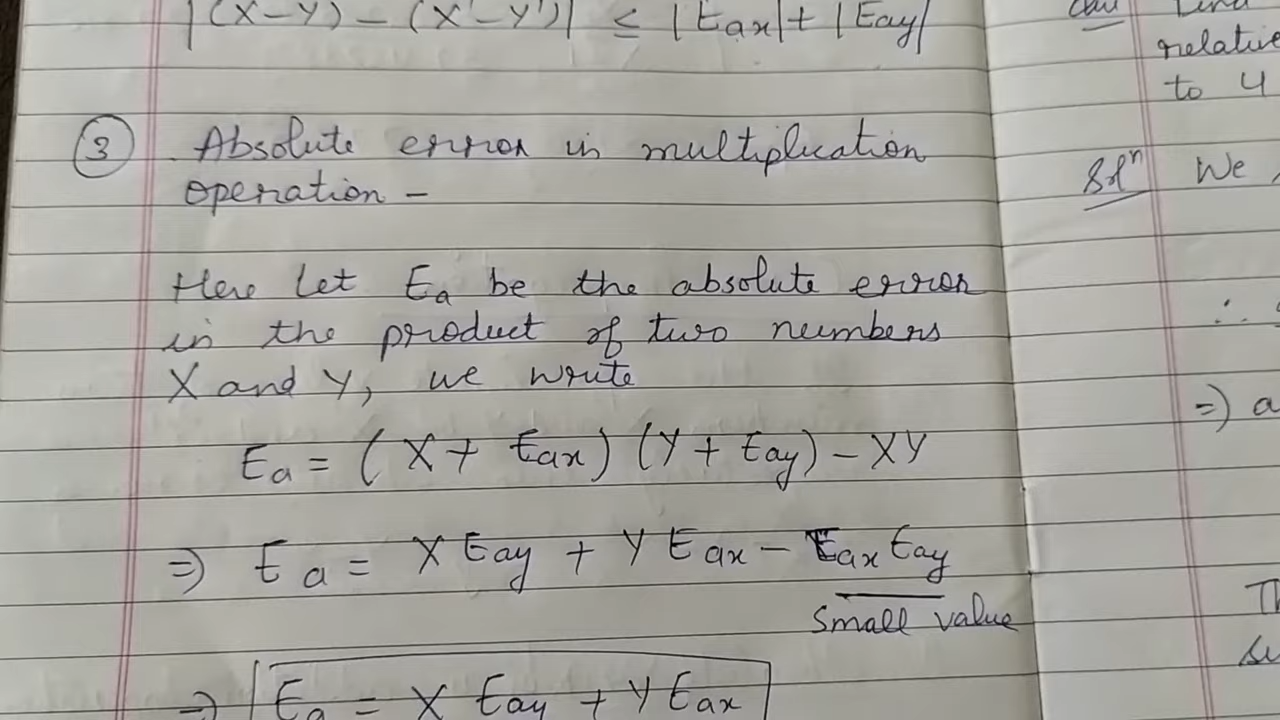 |(X-Y) - (X'-Y')| ≤ |Eax| + |Eay|
③ Absolute error in multiplication
operation -
Here let Ea be the absolute error
in the product of two numbers
X and Y, we write
Ea = (X + Eax) (Y + Eay) - XY
=> Ea = X Eay + Y Eax - Eax Eay
Small value
=> Ea = X Eay + Y Eax
relative
to 4
Solⁿ We
∴
=> a